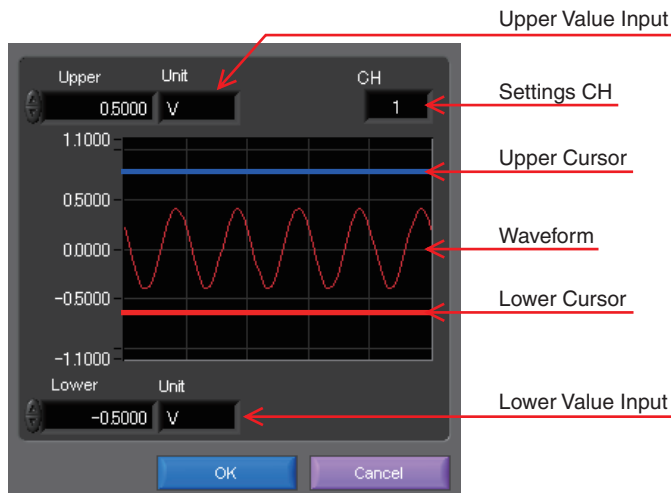 Upper Value Input
Upper Unit CH
0.5000 V 1
Settings CH
1.1000
Upper Cursor
0.5000
0.0000
Waveform
-0.5000
Lower Cursor
-1.1000
Lower Unit
-0.5000 V
Lower Value Input
OK Cancel